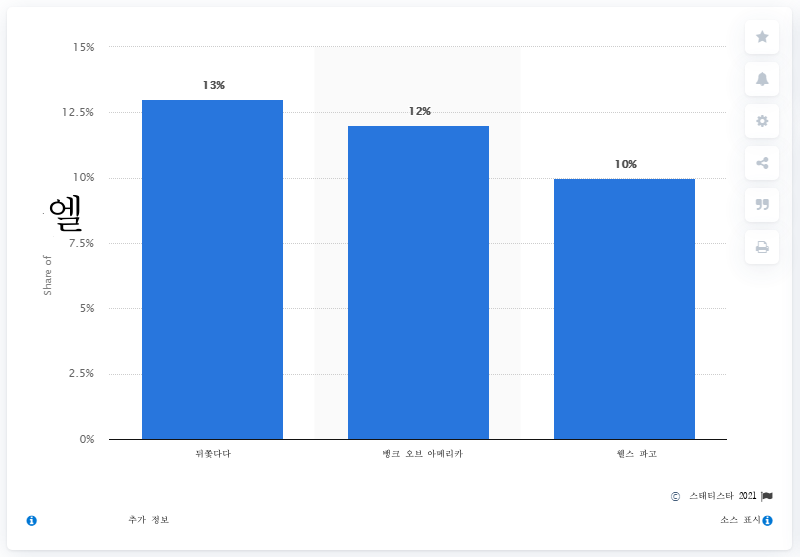 15%
12.5%
10%
7.5%
5%
2.5%
0%
엘
Share of
13%
12%
10%
뒤쫓다다
뱅크 오브 아메리카
웰스 파고
© 스태티스타 2021
추가 정보
소스 표시